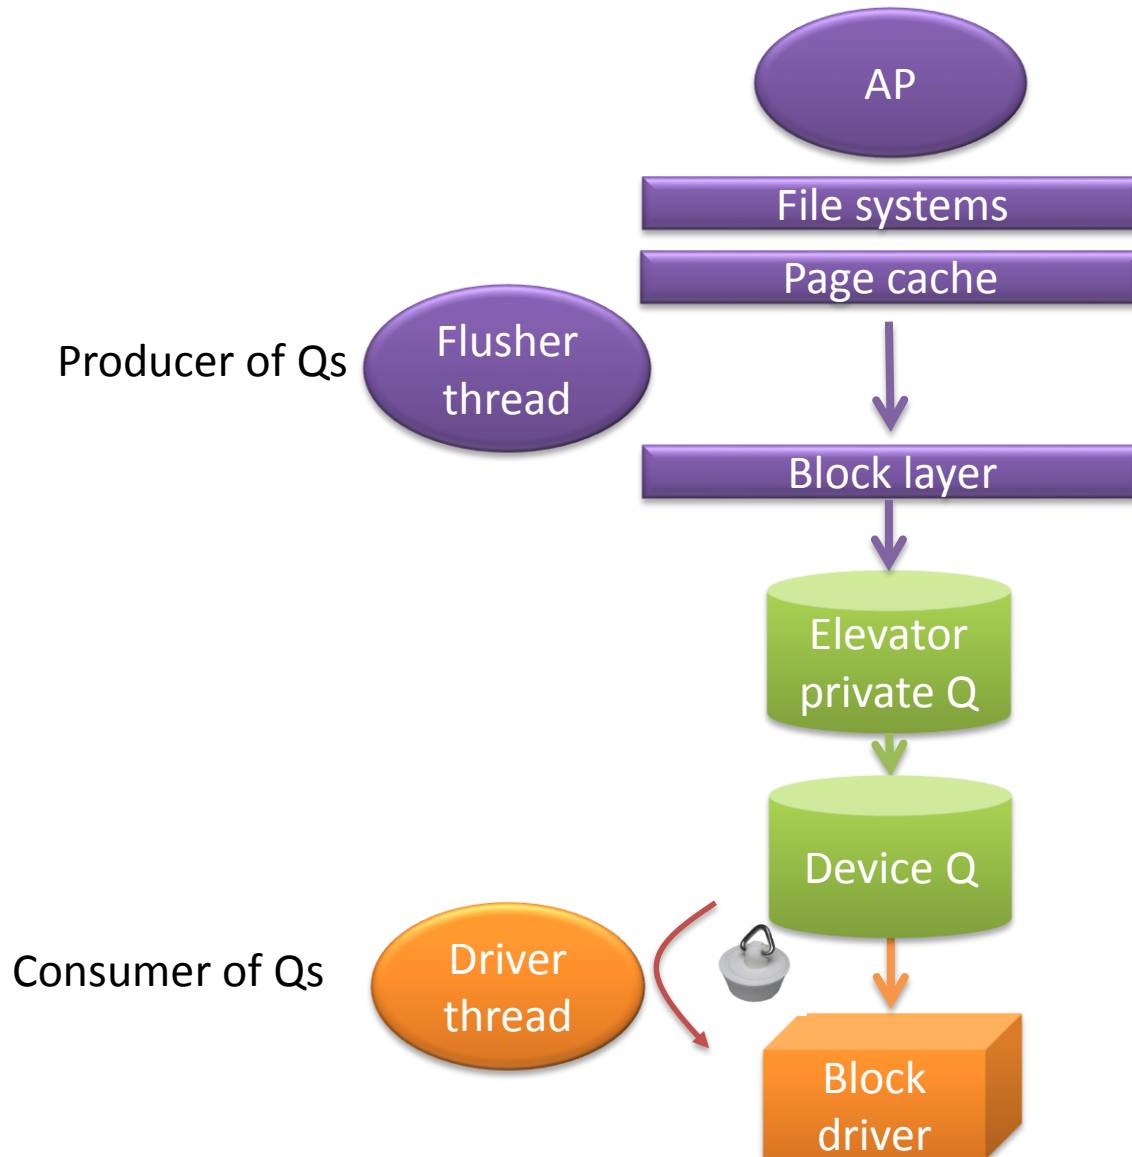 AP
File systems
Page cache
Producer of Qs
Flusher
thread
Block layer
Elevator
private Q
Device Q
Consumer of Qs
Driver
thread
Block
driver